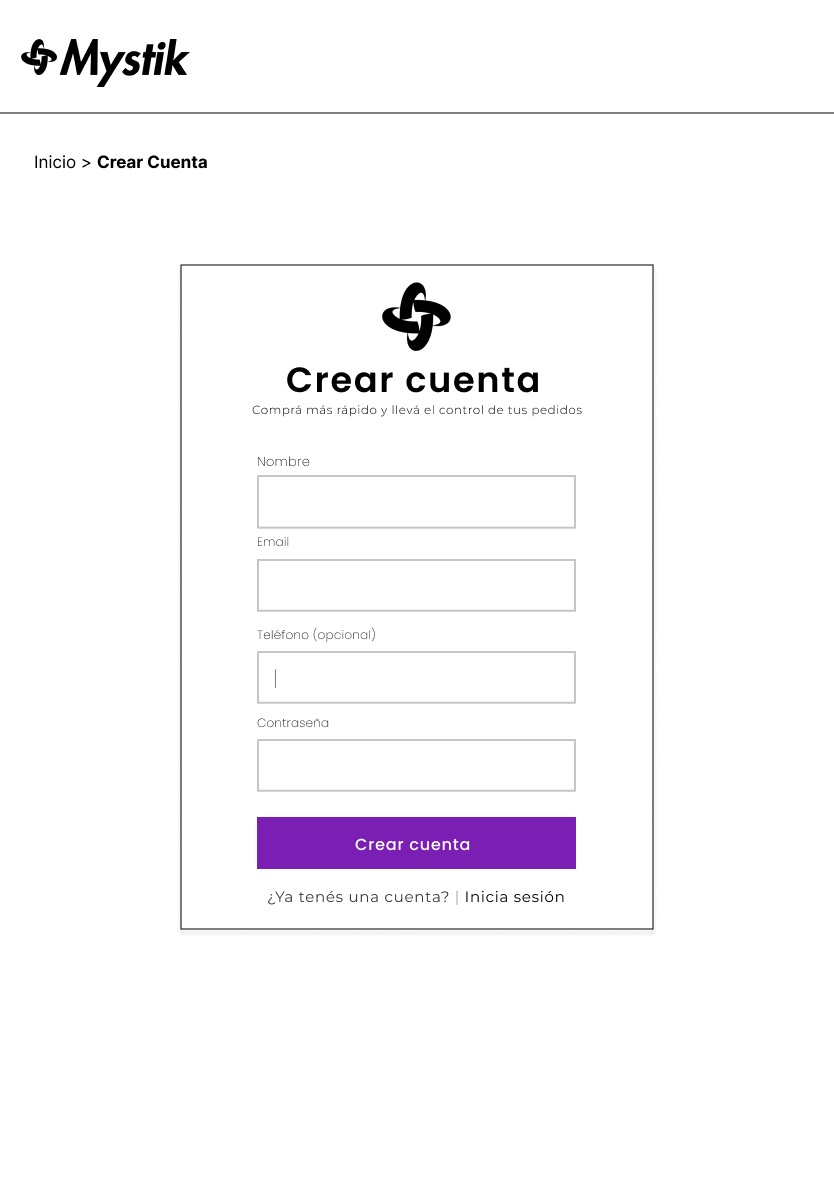 Mystik
Inicio > Crear Cuenta
Crear cuenta
Comprá más rápido y llevá el control de tus pedidos
Nombre
Email
Teléfono (opcional)
Contraseña
Crear cuenta
¿Ya tenés una cuenta? | Inicia sesión